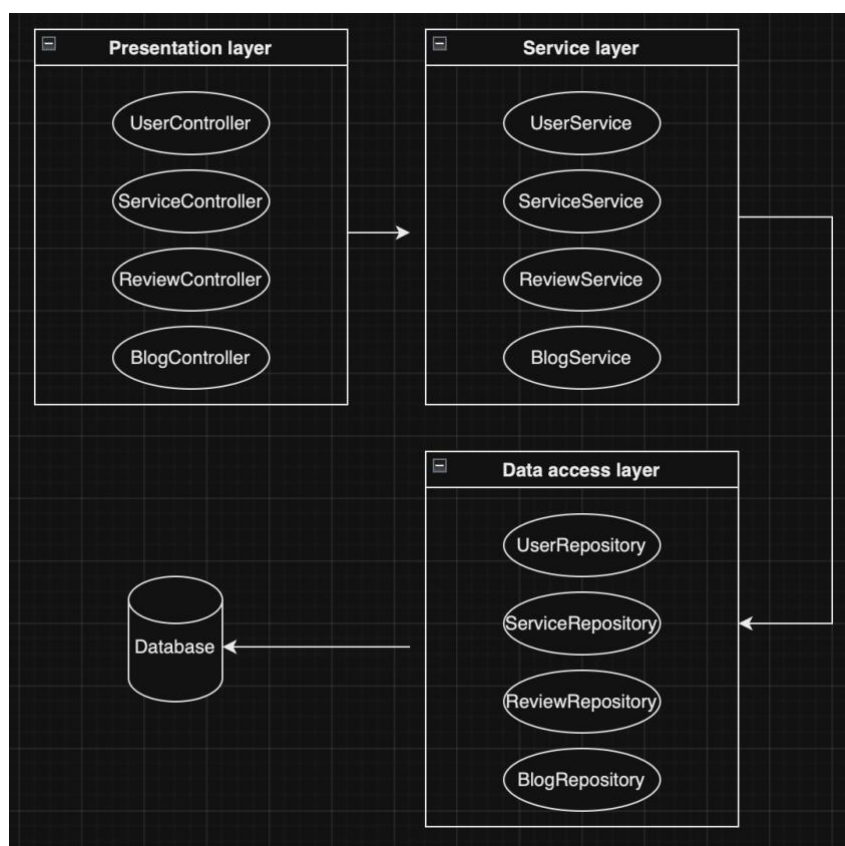 Presentation layer
UserController
ServiceController
ReviewController
BlogController
Service layer
UserService
ServiceService
ReviewService
BlogService
Data access layer
UserRepository
ServiceRepository
ReviewRepository
BlogRepository
Database